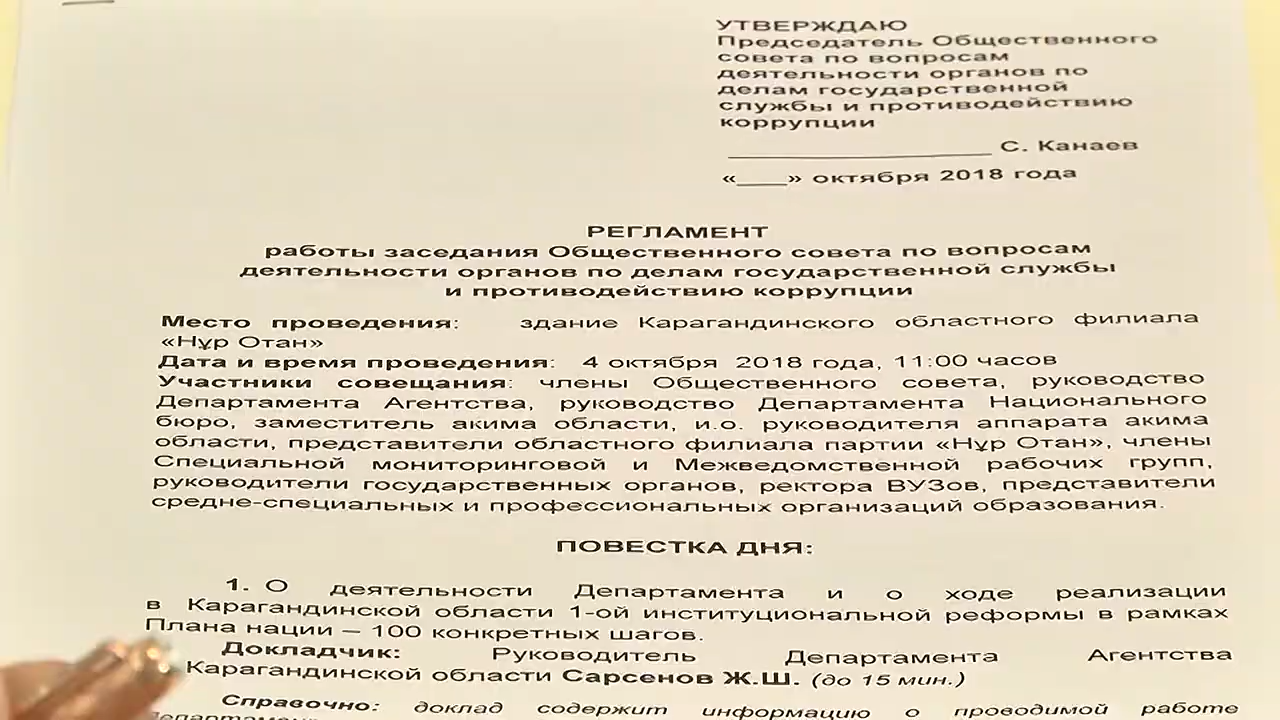 УТВЕРЖДАЮ
Председатель Общественного
совета по вопросам
деятельности органов по
делам государственной
службы и противодействию
коррупции
____________________ С. Канаев
«____» октября 2018 года
РЕГЛАМЕНТ
работы заседания Общественного совета по вопросам
деятельности органов по делам государственной службы
и противодействию коррупции
Место проведения: здание Карагандинского областного филиала
«Нұр Отан»
Дата и время проведения: 4 октября 2018 года, 11:00 часов
Участники совещания: члены Общественного совета, руководство
Департамента Агентства, руководство Департамента Национального
бюро, заместитель акима области, и.о. руководителя аппарата акима
области, представители областного филиала партии «Нұр Отан», члены
Специальной мониторинговой и Межведомственной рабочих групп,
руководители государственных органов, ректора ВУЗов, представители
средне-специальных и профессиональных организаций образования.
ПОВЕСТКА ДНЯ:
1. О деятельности Департамента и о ходе реализации
в Карагандинской области 1-ой институциональной реформы в рамках
Плана нации – 100 конкретных шагов.
Докладчик: Руководитель Департамента Агентства
Карагандинской области Сарсенов Ж.Ш. (до 15 мин.)
Справочно: доклад содержит информацию о проводимой работе